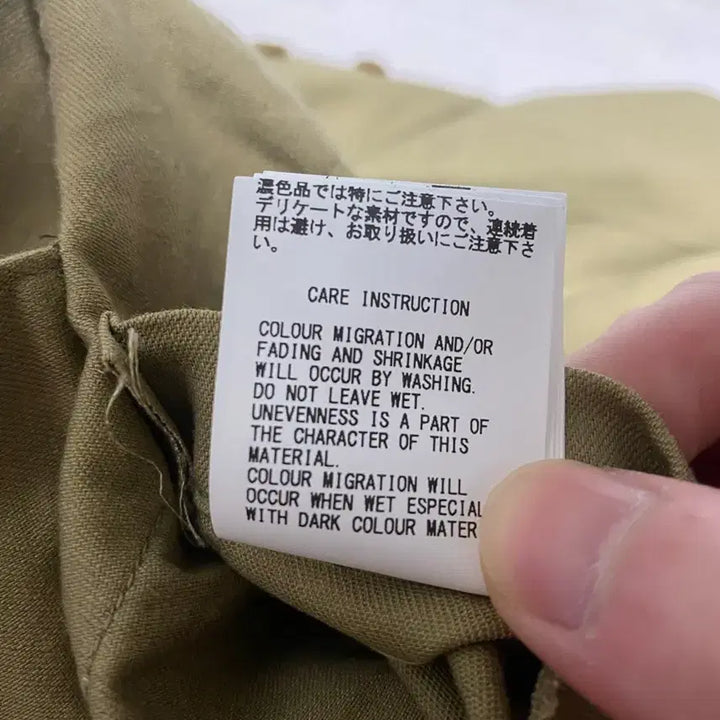 濃色品では特にご注意下さい。
デリケートな素材ですので、連続着
用は避け、お取り扱いにご注意下さ
い。
CARE INSTRUCTION
COLOUR MIGRATION AND/OR
FADING AND SHRINKAGE
WILL OCCUR BY WASHING.
DO NOT LEAVE WET.
UNEVENNESS IS A PART OF
THE CHARACTER OF THIS
MATERIAL.
COLOUR MIGRATION WILL
OCCUR WHEN WET ESPECIAL
WITH DARK COLOUR MATER